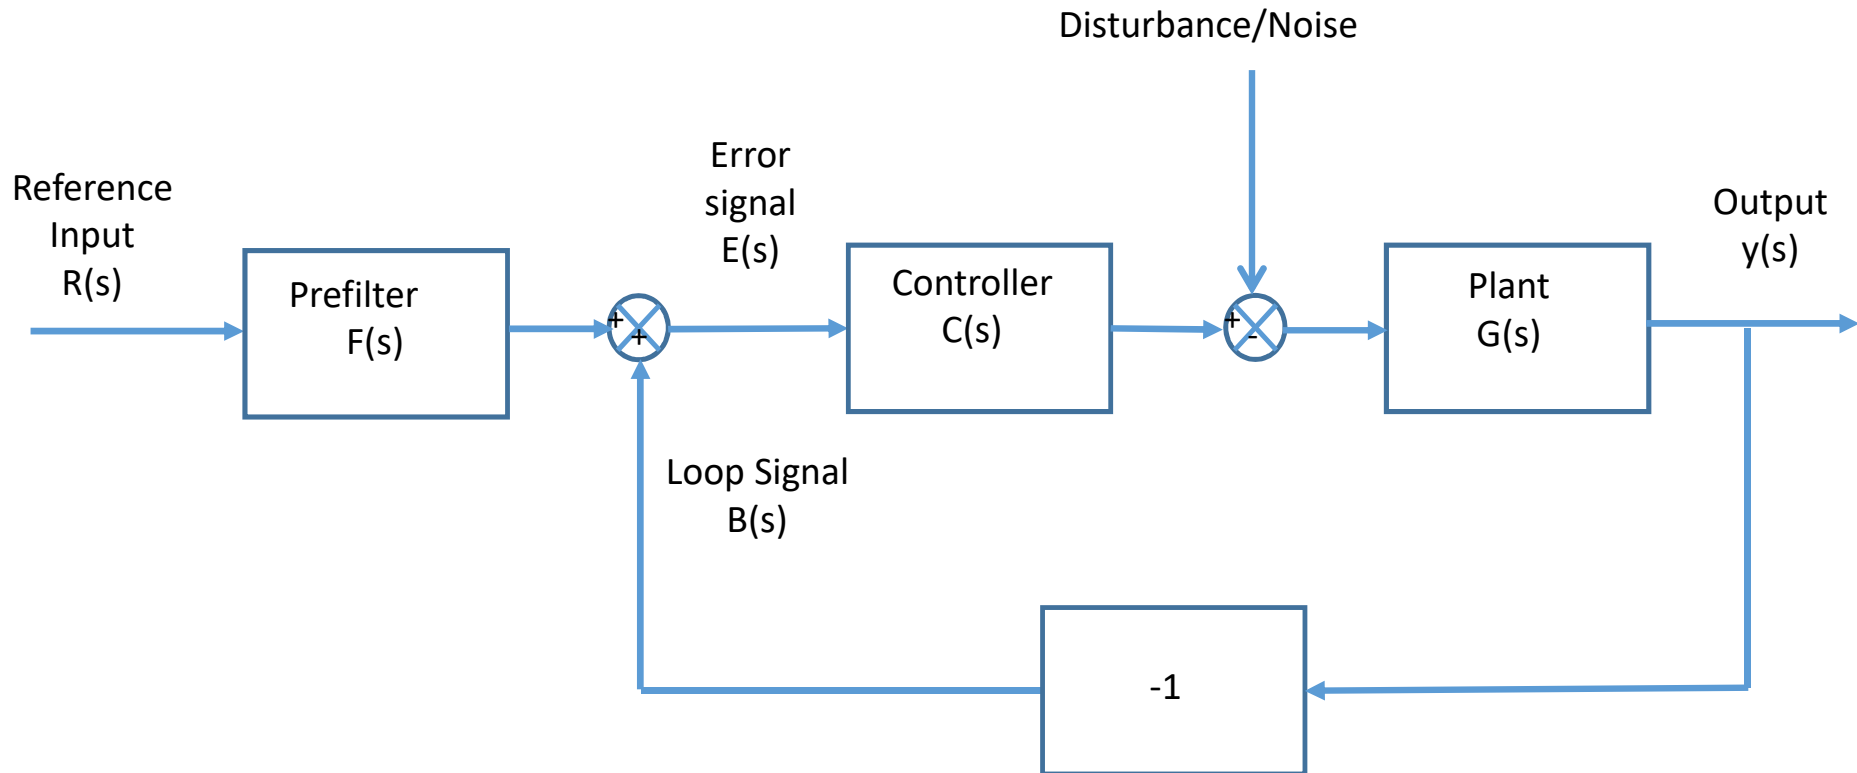 Disturbance/Noise
Reference
Input
R(s)
Prefilter
F(s)
+
+
Error
signal
E(s)
Controller
C(s)
+
-
Plant
G(s)
Output
y(s)
Loop Signal
B(s)
-1